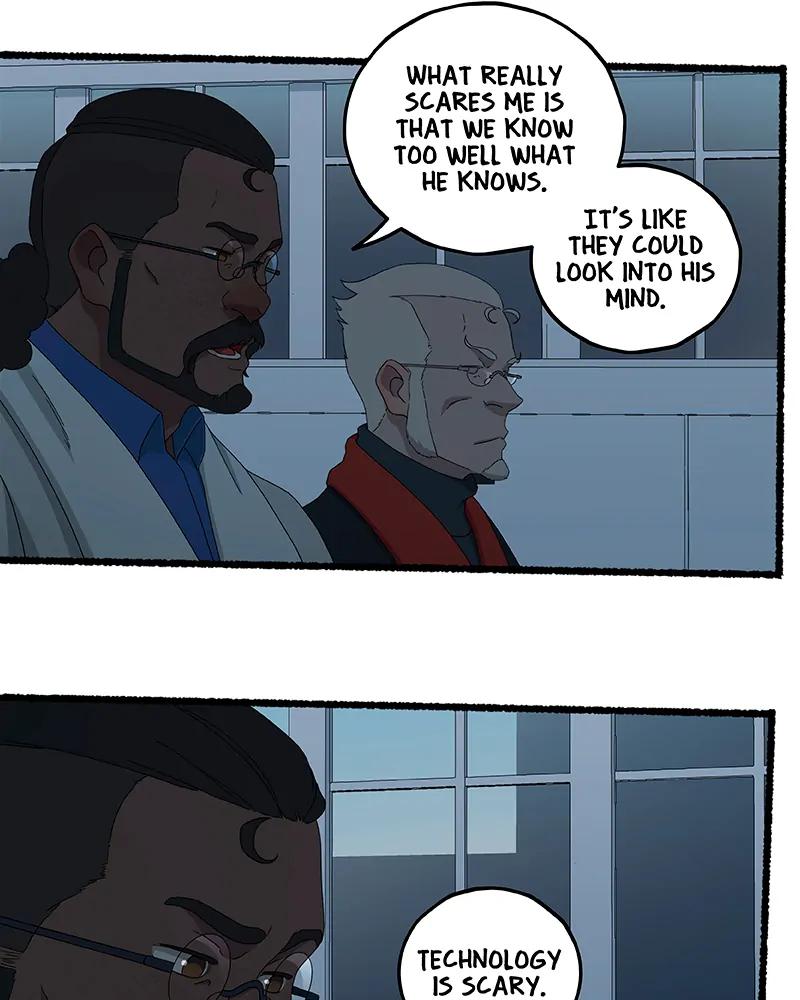 WHAT REALLY
SCARES ME IS
THAT WE KNOW
TOO WELL WHAT
HE KNOWS.
IT'S LIKE
THEY COULD
LOOK INTO HIS
MIND.
TECHNOLOGY
IS SCARY.